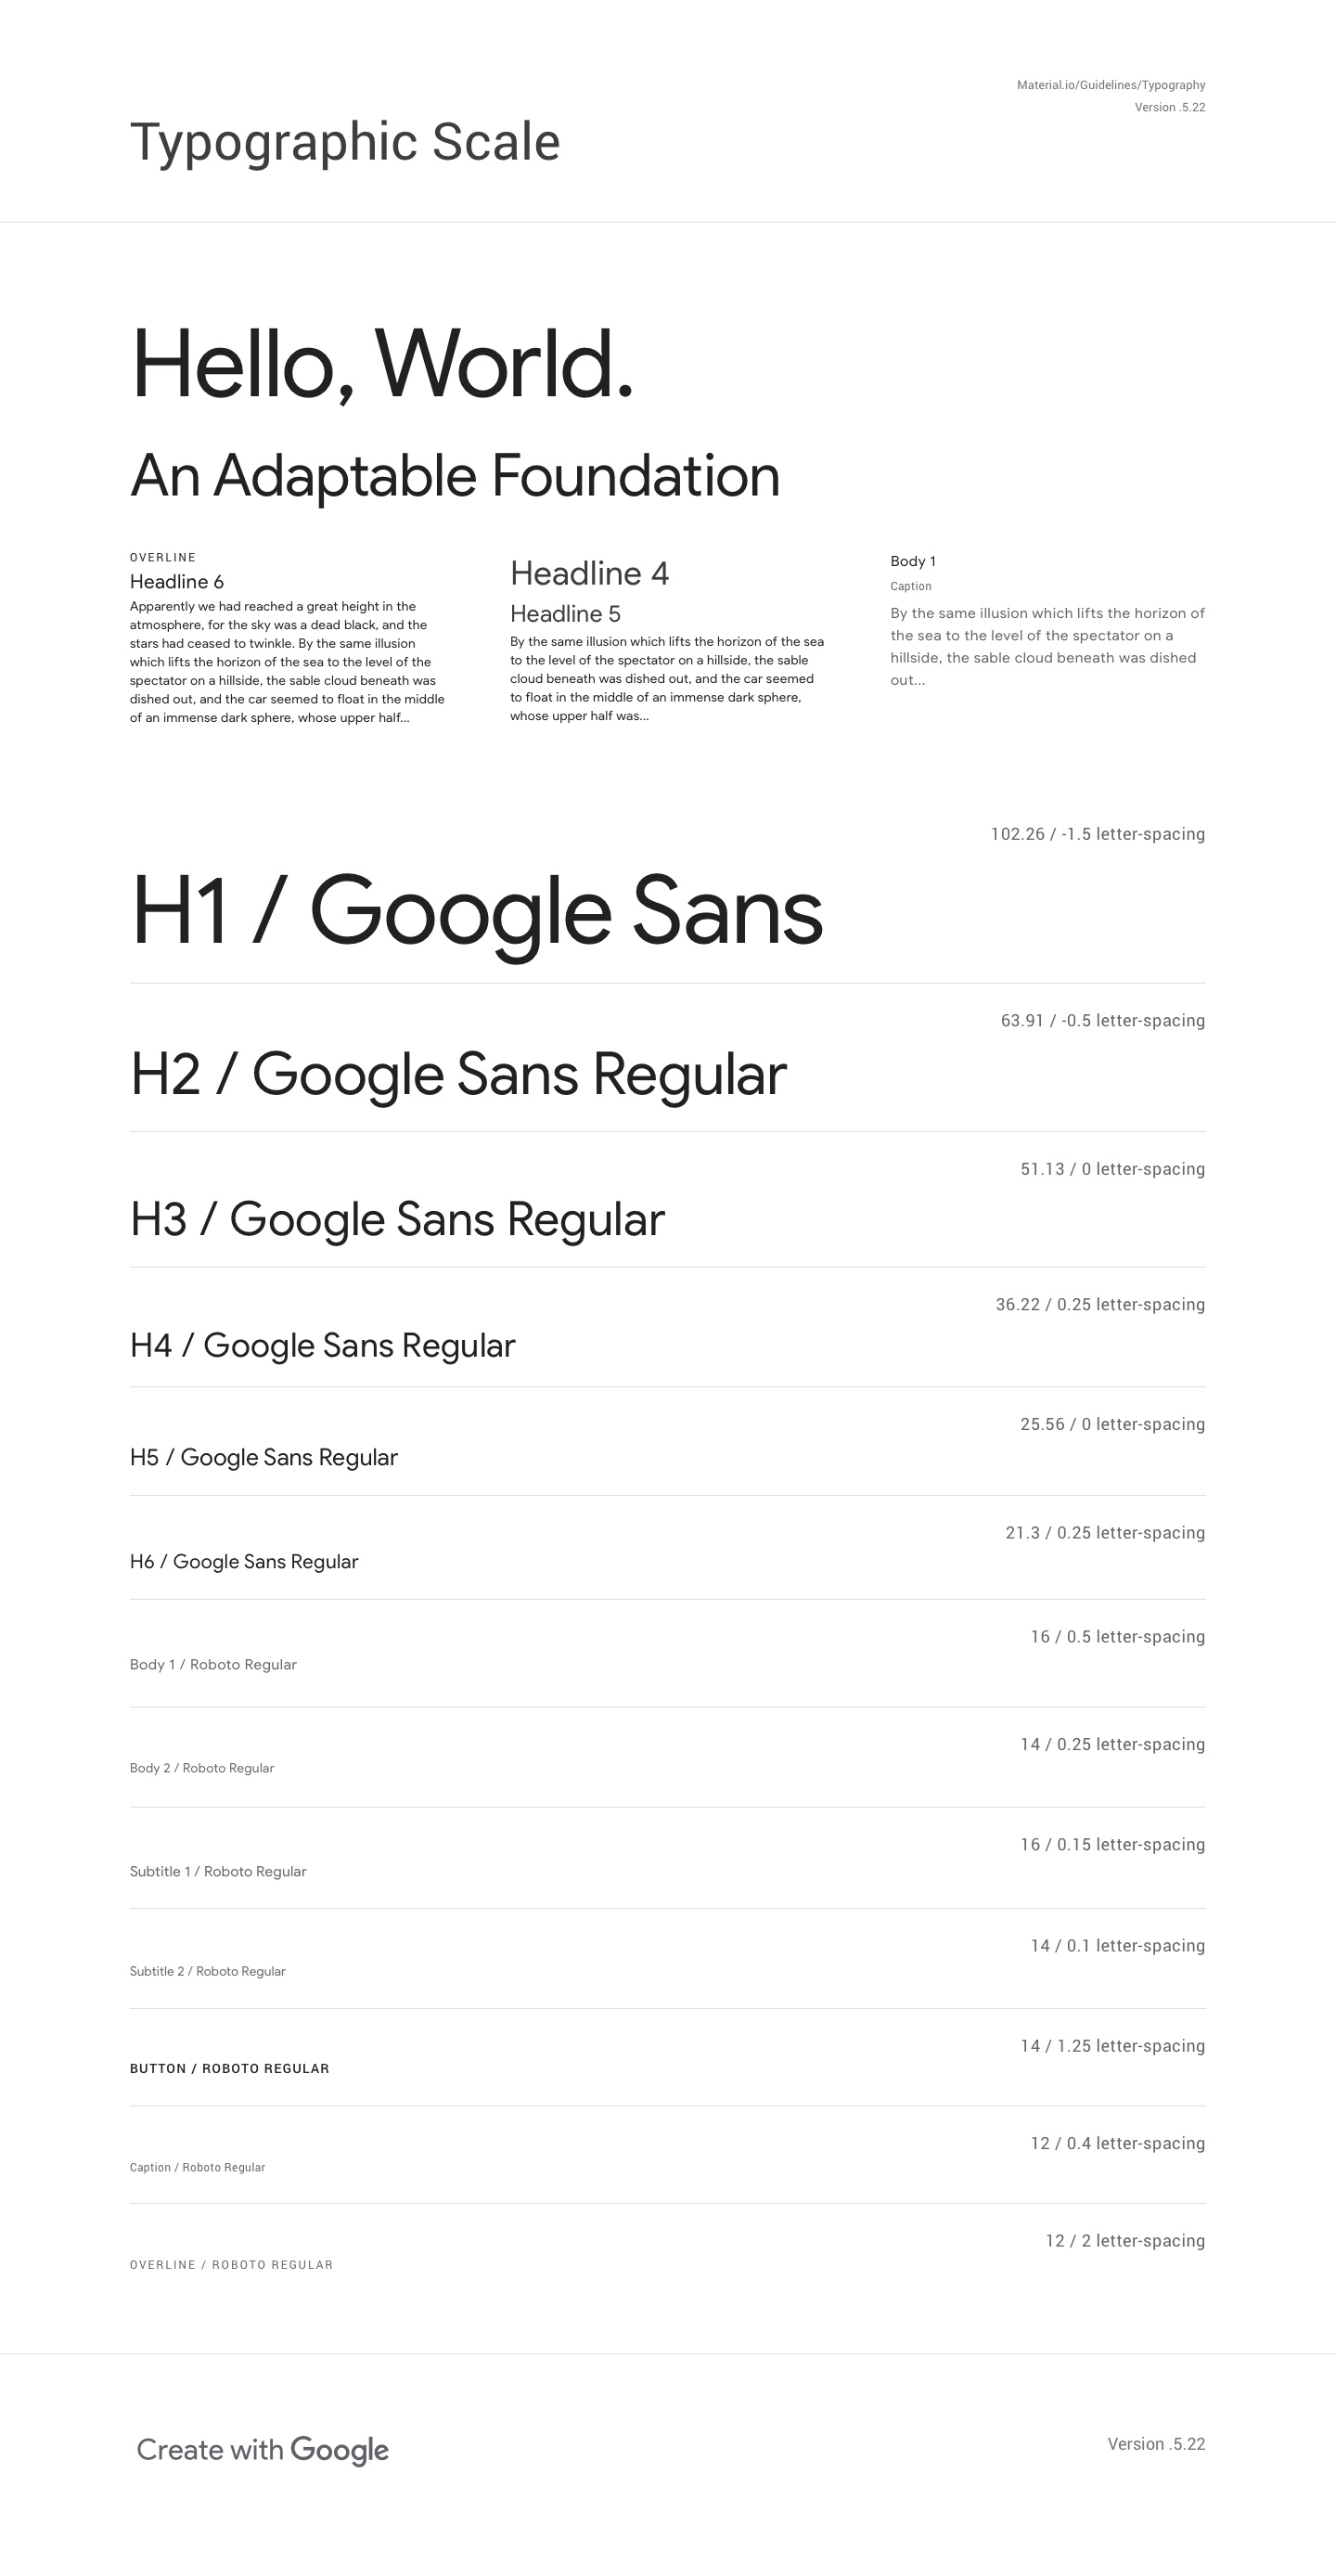 Material.io/Guidelines/Typography
Version .5.22
Typographic Scale
Hello, World.
An Adaptable Foundation
OVERLINE
Headline 6
Apparently we had reached a great height in the
atmosphere, for the sky was a dead black, and the
stars had ceased to twinkle. By the same illusion
which lifts the horizon of the sea to the level of the
spectator on a hillside, the sable cloud beneath was
dished out, and the car seemed to float in the middle
of an immense dark sphere, whose upper half...
Headline 4
Headline 5
By the same illusion which lifts the horizon of the sea
to the level of the spectator on a hillside, the sable
cloud beneath was dished out, and the car seemed
to float in the middle of an immense dark sphere,
whose upper half was...
Body 1
Caption
By the same illusion which lifts the horizon of
the sea to the level of the spectator on a
hillside, the sable cloud beneath was dished
out...
102.26 / -1.5 letter-spacing
H1 / Google Sans
63.91 / -0.5 letter-spacing
H2 / Google Sans Regular
51.13 / 0 letter-spacing
H3 / Google Sans Regular
36.22 / 0.25 letter-spacing
H4 / Google Sans Regular
25.56 / 0 letter-spacing
H5 / Google Sans Regular
21.3 / 0.25 letter-spacing
H6 / Google Sans Regular
16 / 0.5 letter-spacing
Body 1 / Roboto Regular
14 / 0.25 letter-spacing
Body 2 / Roboto Regular
16 / 0.15 letter-spacing
Subtitle 1 / Roboto Regular
14 / 0.1 letter-spacing
Subtitle 2 / Roboto Regular
14 / 1.25 letter-spacing
BUTTON / ROBOTO REGULAR
12 / 0.4 letter-spacing
Caption / Roboto Regular
12 / 2 letter-spacing
OVERLINE / ROBOTO REGULAR
Create with Google
Version .5.22